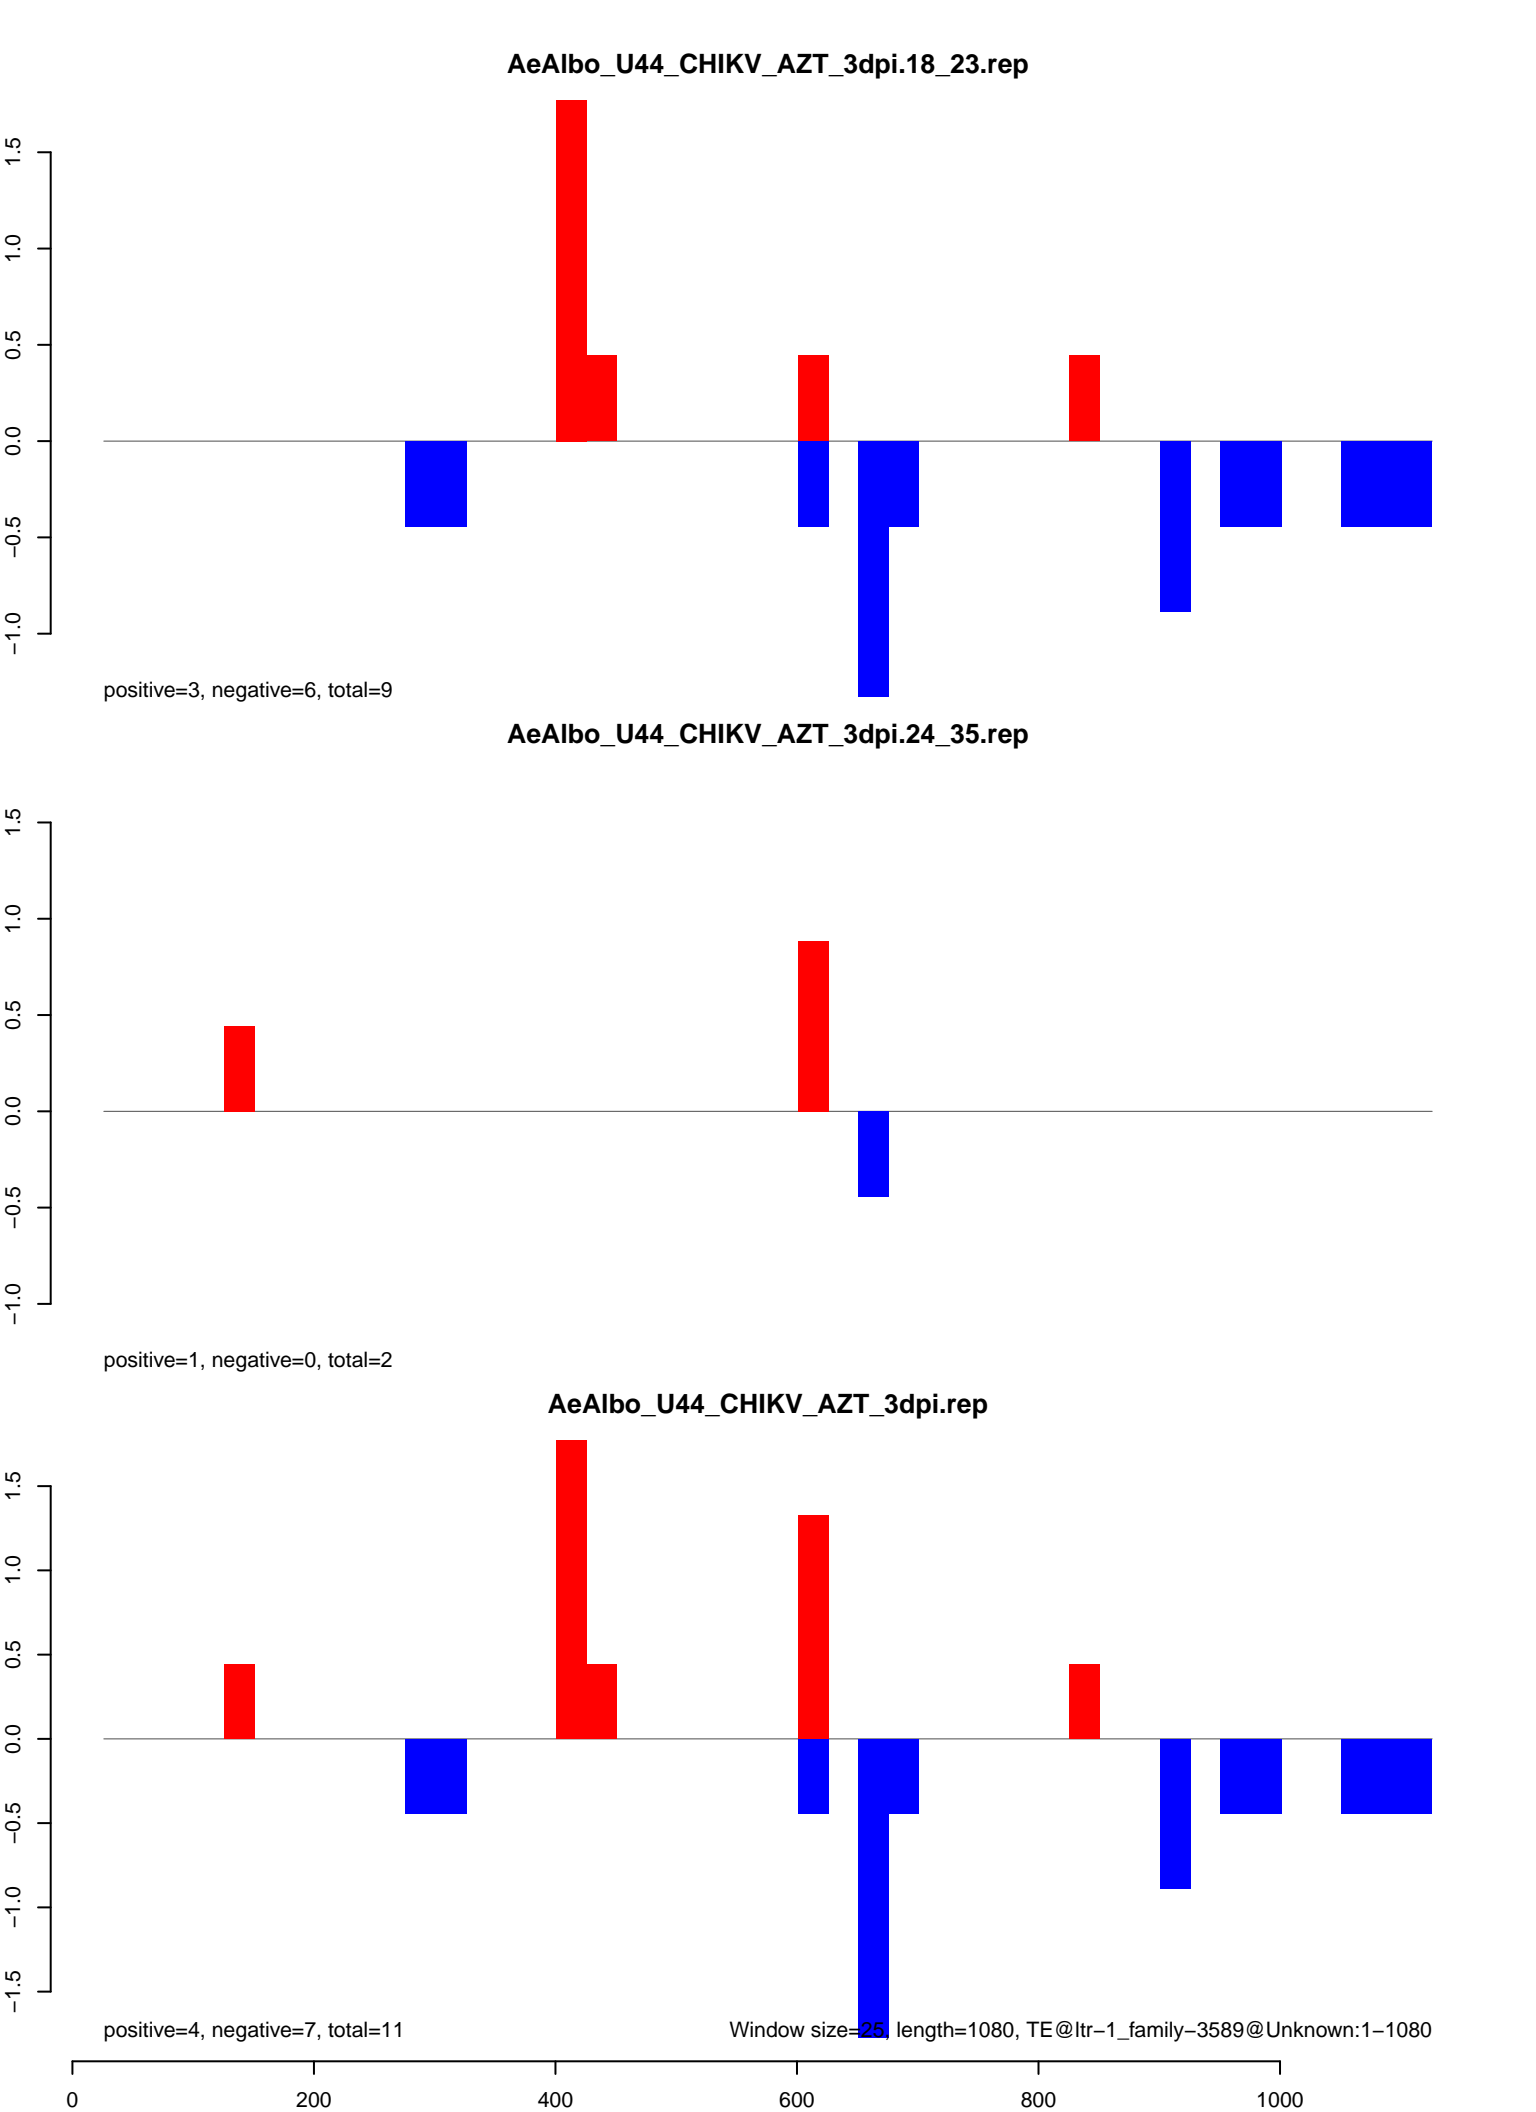 AeAlbo_U44_CHIKV_AZT_3dpi.18_23.rep
1.5
1.0
0.5
0.0
−0.5
−1.0
positive=3, negative=6, total=9
AeAlbo_U44_CHIKV_AZT_3dpi.24_35.rep
1.5
1.0
0.5
0.0
−0.5
−1.0
positive=1, negative=0, total=2
AeAlbo_U44_CHIKV_AZT_3dpi.rep
1.5
1.0
0.5
0.0
−0.5
−1.0
−1.5
positive=4, negative=7, total=11
Window size=25, length=1080, TE@ltr−1_family−3589@Unknown:1−1080
0 200 400 600 800 1000